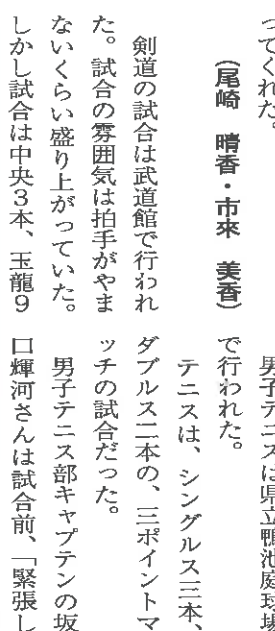 ってくれた。
(尾崎　晴香・市來　美香)
剣道の試合は武道館で行われ
た。試合の雰囲気は拍手がやま
ないくらい盛り上がっていた。
しかし試合は中央3本、玉龍9
男子テニスは県立鴨池庭球場
で行われた。
テニスは、シングルス三本、
ダブルス二本の、三ポイントマ
ッチの試合だった。
男子テニス部キャプテンの坂
口輝河さんは試合前、「緊張し